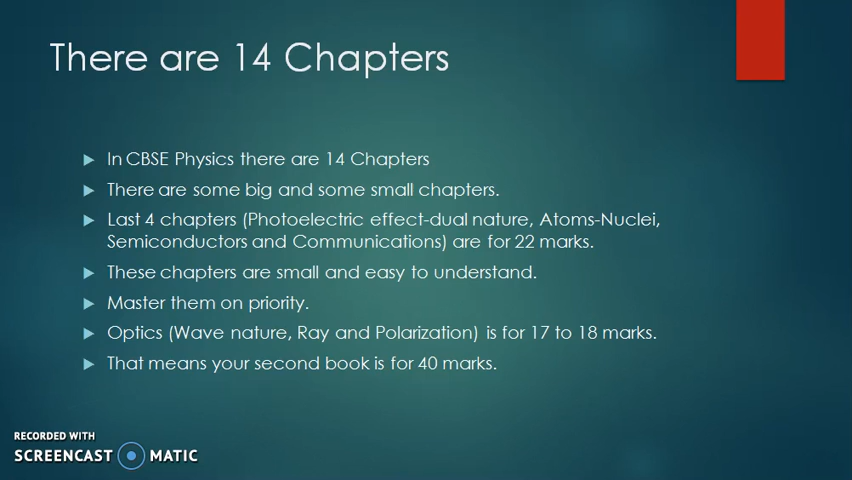 There are 14 Chapters
In CBSE Physics there are 14 Chapters
There are some big and some small chapters.
Last 4 chapters (Photoelectric effect-dual nature, Atoms-Nuclei,
Semiconductors and Communications) are for 22 marks.
These chapters are small and easy to understand.
Master them on priority.
Optics (Wave nature, Ray and Polarization) is for 17 to 18 marks.
That means your second book is for 40 marks.
RECORDED WITH
SCREENCAST MATIC